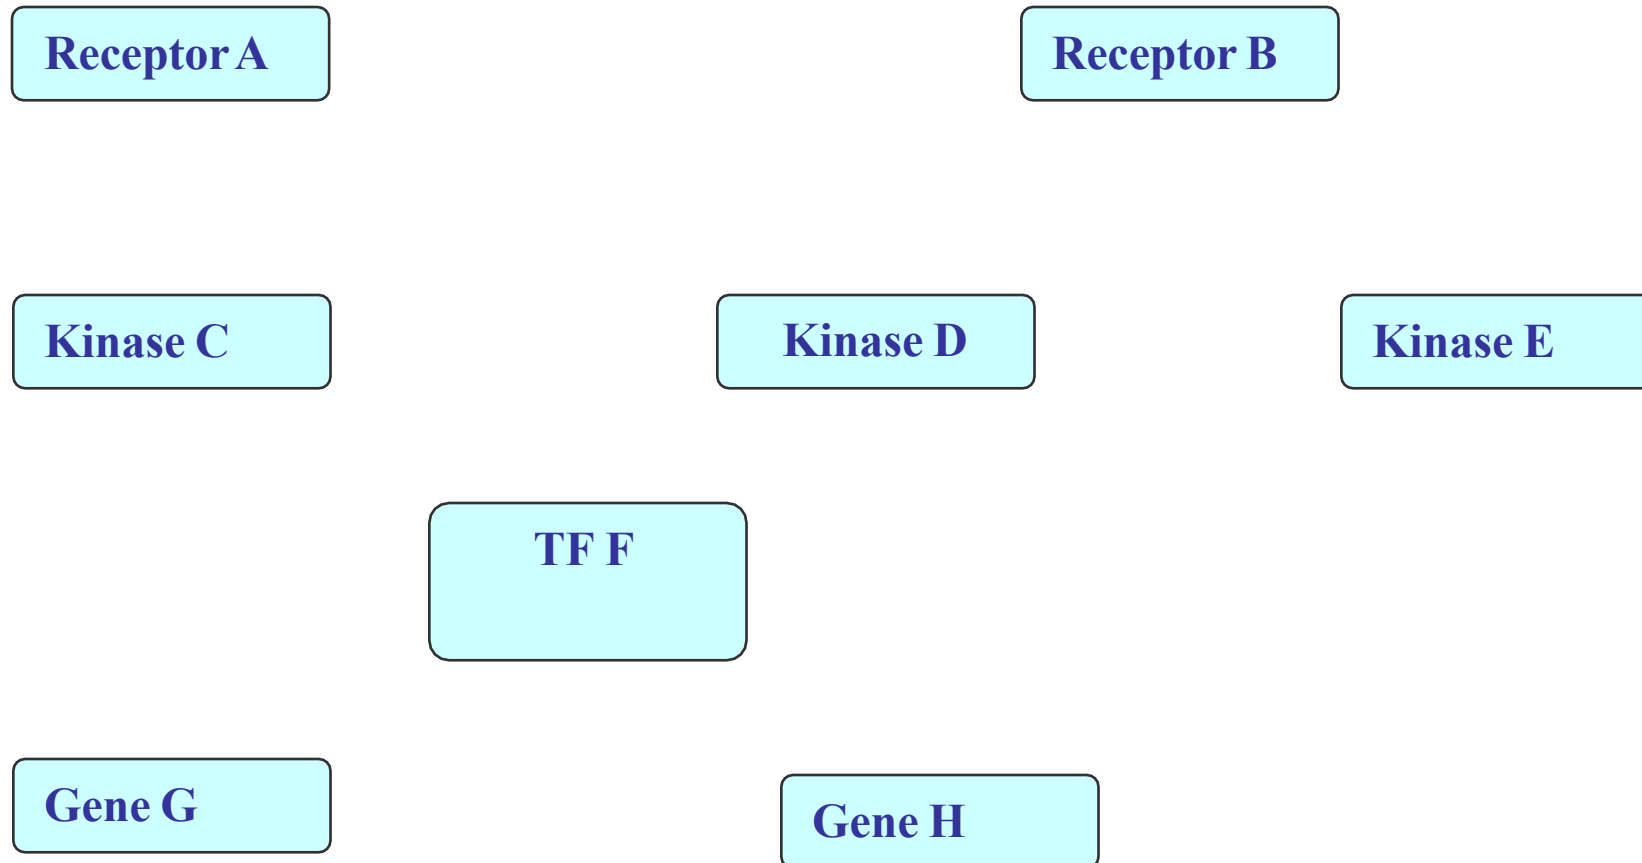 Receptor A
Receptor B
Kinase C
Kinase D
Kinase E
TF F
Gene G
Gene H